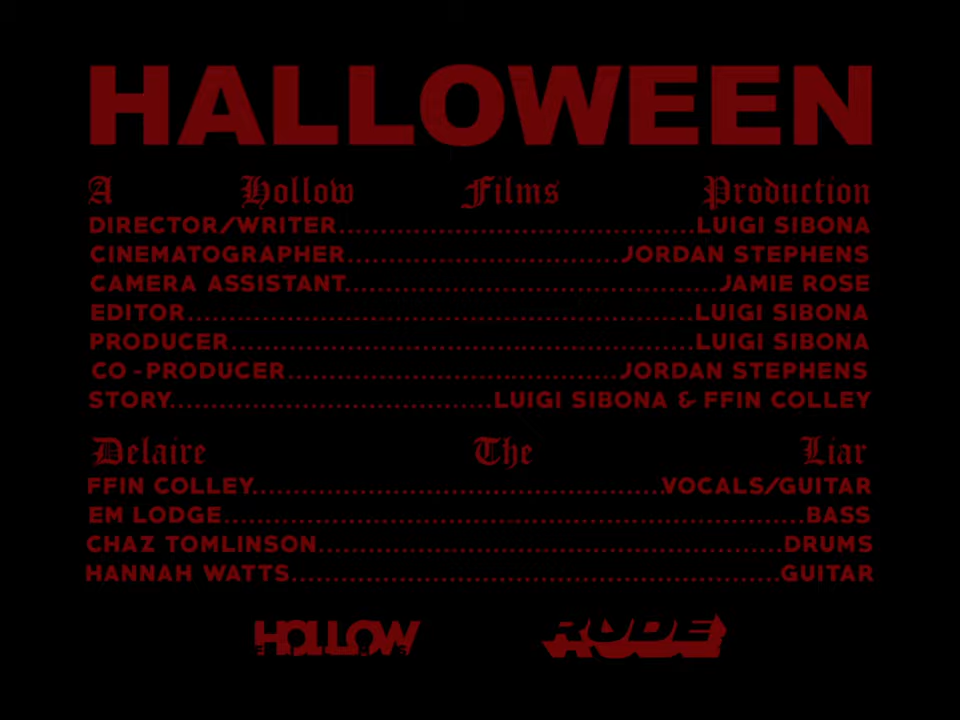 HALLOWEEN
A Hollow Films Production
DIRECTOR/WRITER..........................................LUIGI SIBONA
CINEMATOGRAPHER................................JORDAN STEPHENS
CAMERA ASSISTANT............................................JAMIE ROSE
EDITOR............................................................LUIGI SIBONA
PRODUCER.......................................................LUIGI SIBONA
CO-PRODUCER.......................................JORDAN STEPHENS
STORY......................................LUIGI SIBONA & FFIN COLLEY
Delaire The Liar
FFIN COLLEY................................................VOCALS/GUITAR
EM LODGE.....................................................................BASS
CHAZ TOMLINSON.......................................................DRUMS
HANNAH WATTS..........................................................GUITAR
HOLLOW RUDE
FILMS